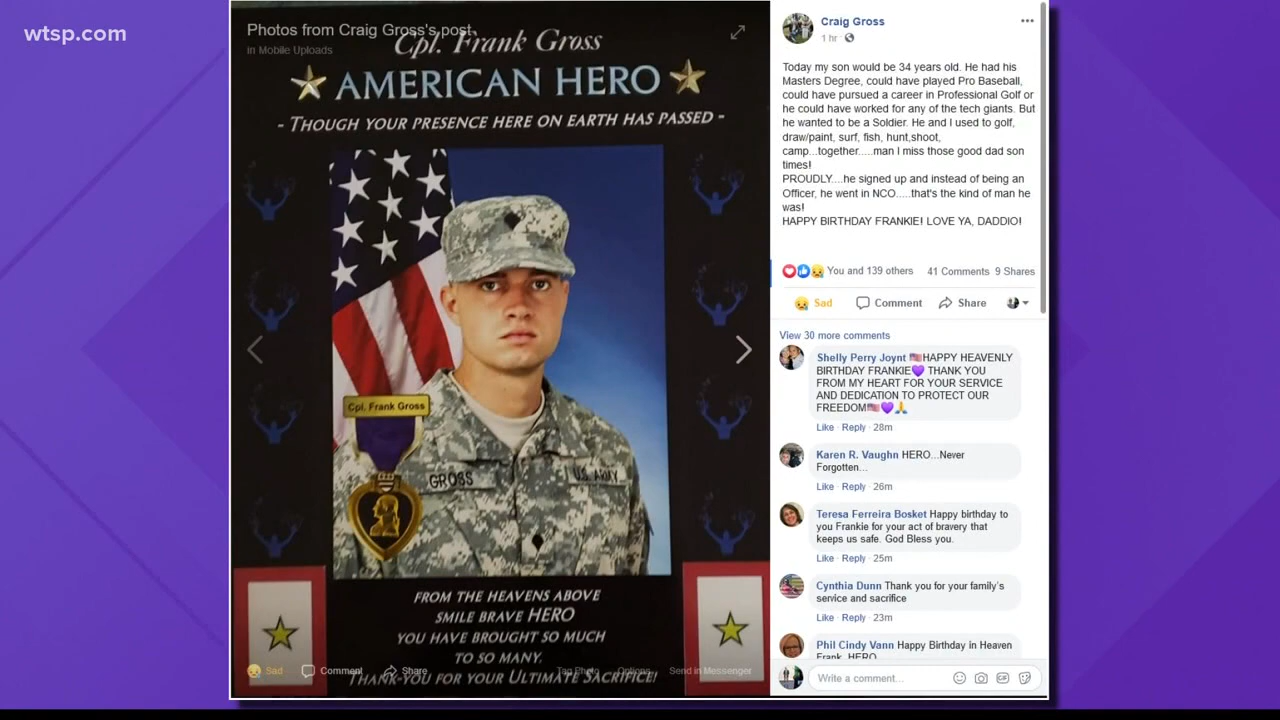 wtsp.com
Photos from Craig Gross's post
In Mobile Uploads
Cpl. Frank Gross
AMERICAN HERO
- THOUGH YOUR PRESENCE HERE ON EARTH HAS PASSED -
Cpl. Frank Gross
GROSS
U.S. ARMY
FROM THE HEAVENS ABOVE
SMILE BRAVE HERO
YOU HAVE BROUGHT SO MUCH
TO SO MANY.
THANK-YOU FOR YOUR ULTIMATE SACRIFICE!
Sad Comment Share Tag Photo Options Send in Messenger
Craig Gross
1 hr
Today my son would be 34 years old. He had his
Masters Degree, could have played Pro Baseball,
could have pursued a career in Professional Golf or
he could have worked for any of the tech giants. But
he wanted to be a Soldier. He and I used to golf,
draw/paint, surf, fish, hunt,shoot,
camp...together.....man I miss those good dad son
times!
PROUDLY....he signed up and instead of being an
Officer, he went in NCO.....that's the kind of man he
was!
HAPPY BIRTHDAY FRANKIE! LOVE YA, DADDIO!
You and 139 others 41 Comments 9 Shares
Sad Comment Share
View 30 more comments
Shelly Perry Joynt 🇺🇸HAPPY HEAVENLY
BIRTHDAY FRANKIE💜 THANK YOU
FROM MY HEART FOR YOUR SERVICE
AND DEDICATION TO PROTECT OUR
FREEDOM🇺🇸💜🙏
Like · Reply · 28m
Karen R. Vaughn HERO...Never
Forgotten...
Like · Reply · 26m
Teresa Ferreira Bosket Happy birthday to
you Frankie for your act of bravery that
keeps us safe. God Bless you.
Like · Reply · 25m
Cynthia Dunn Thank you for your family's
service and sacrifice
Like · Reply · 23m
Phil Cindy Vann Happy Birthday in Heaven
Frank. HERO
Write a comment...